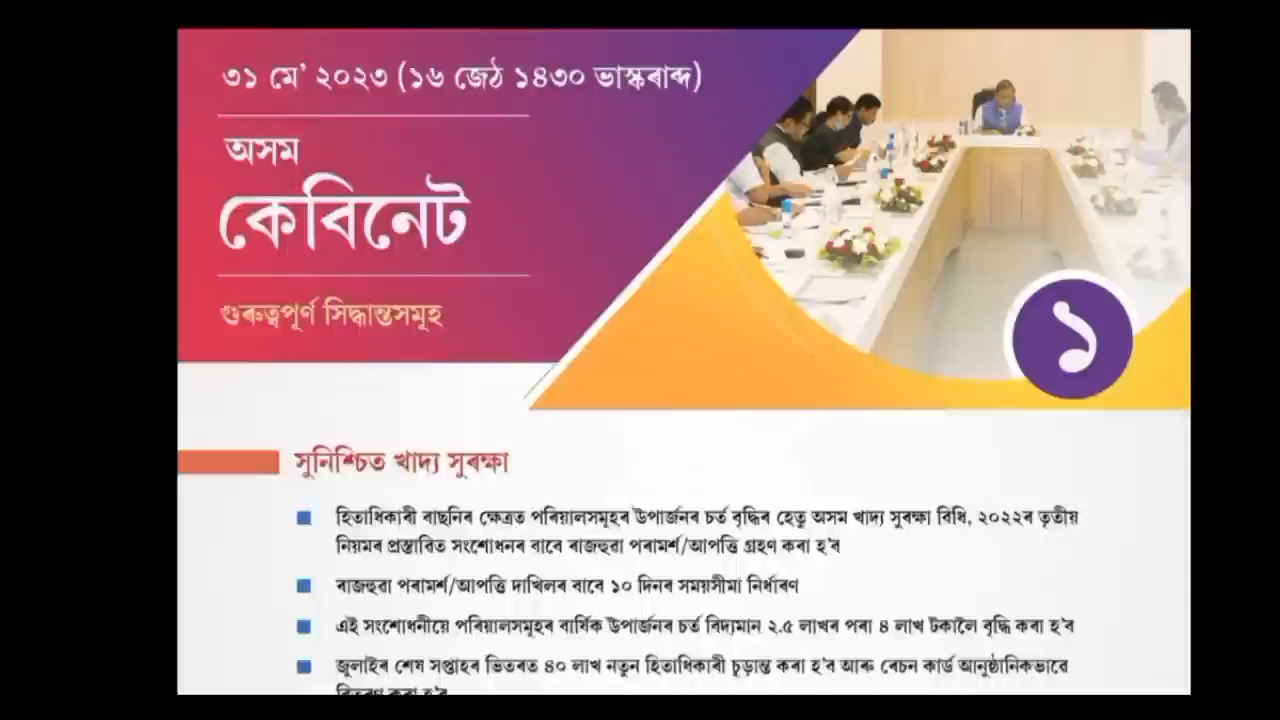 ৩১ মে' ২০২৩ (১৬ জেঠ ১৪৩০ ভাস্কৰাব্দ)
অসম
কেবিনেট
গুৰুত্বপূৰ্ণ সিদ্ধান্তসমূহ
১
সুনিশ্চিত খাদ্য সুৰক্ষা
হিতাধিকাৰী বাছনিৰ ক্ষেত্ৰত পৰিয়ালসমূহৰ উপাৰ্জনৰ চৰ্ত বৃদ্ধিৰ হেতু অসম খাদ্য সুৰক্ষা বিধি, ২০২২ৰ তৃতীয়
নিয়মৰ প্ৰস্তাৱিত সংশোধনৰ বাবে ৰাজহুৱা পৰামৰ্শ/আপত্তি গ্ৰহণ কৰা হ'ব
ৰাজহুৱা পৰামৰ্শ/আপত্তি দাখিলৰ বাবে ১০ দিনৰ সময়সীমা নিৰ্ধাৰণ
এই সংশোধনীয়ে পৰিয়ালসমূহৰ বাৰ্ষিক উপাৰ্জনৰ চৰ্ত বিদ্যমান ২.৫ লাখৰ পৰা ৪ লাখ টকালৈ বৃদ্ধি কৰা হ'ব
জুলাইৰ শেষ সপ্তাহৰ ভিতৰত ৪০ লাখ নতুন হিতাধিকাৰী চূড়ান্ত কৰা হ'ব আৰু ৰেচন কাৰ্ড আনুষ্ঠানিকভাৱে
বিতৰণ কৰা হ'ব